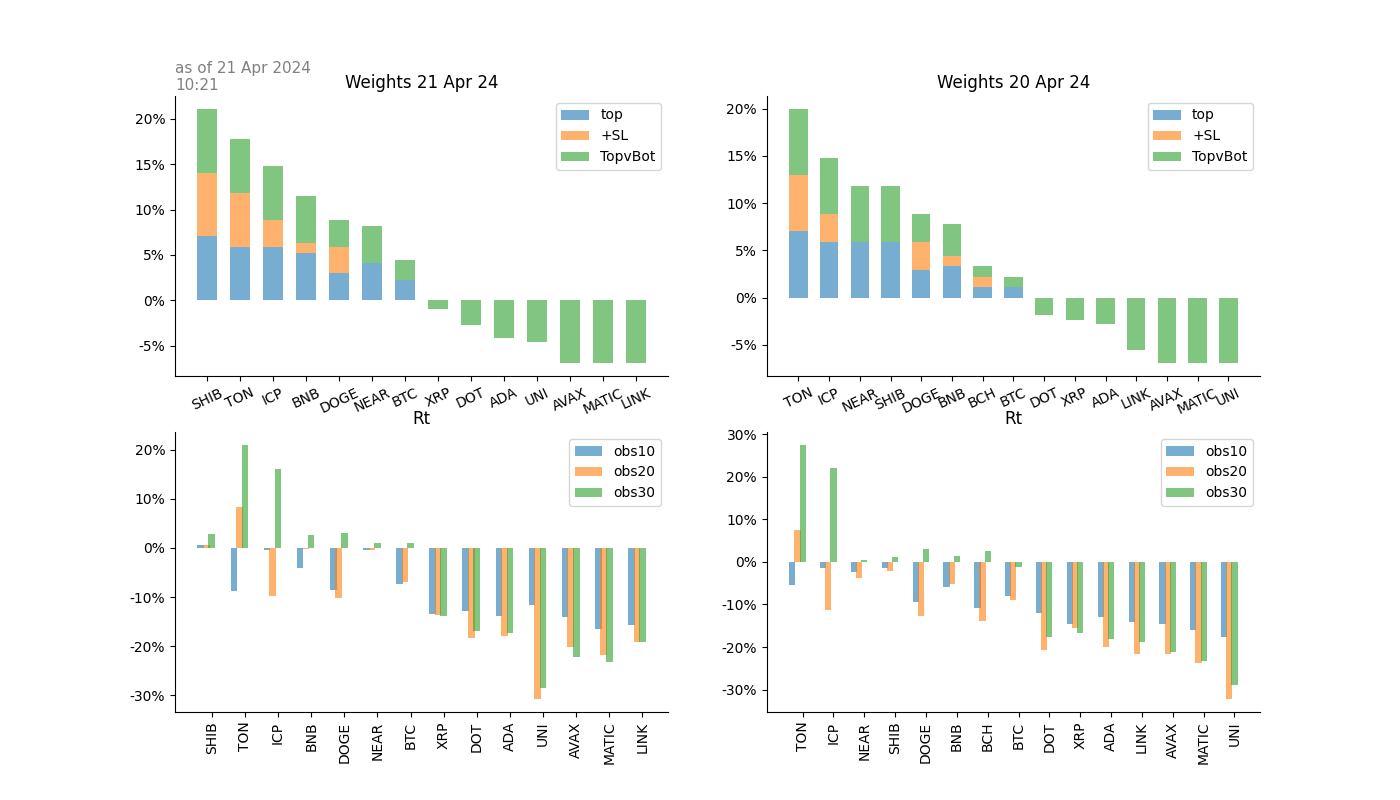 as of 21 Apr 2024
10:21
Weights 21 Apr 24
20%
15%
10%
5%
0%
-5%
top
+SL
TopvBot
SHIB TON ICP BNB DOGE NEAR BTC XRP DOT ADA UNI AVAX MATIC LINK
Weights 20 Apr 24
20%
15%
10%
5%
0%
-5%
top
+SL
TopvBot
TON ICP NEAR SHIB DOGE BNB BCH BTC DOT XRP ADA LINK AVAX MATIC UNI
Rt
20%
10%
0%
-10%
-20%
-30%
obs10
obs20
obs30
SHIB TON ICP BNB DOGE NEAR BTC XRP DOT ADA UNI AVAX MATIC LINK
Rt
30%
20%
10%
0%
-10%
-20%
-30%
obs10
obs20
obs30
TON ICP NEAR SHIB DOGE BNB BCH BTC DOT XRP ADA LINK AVAX MATIC UNI